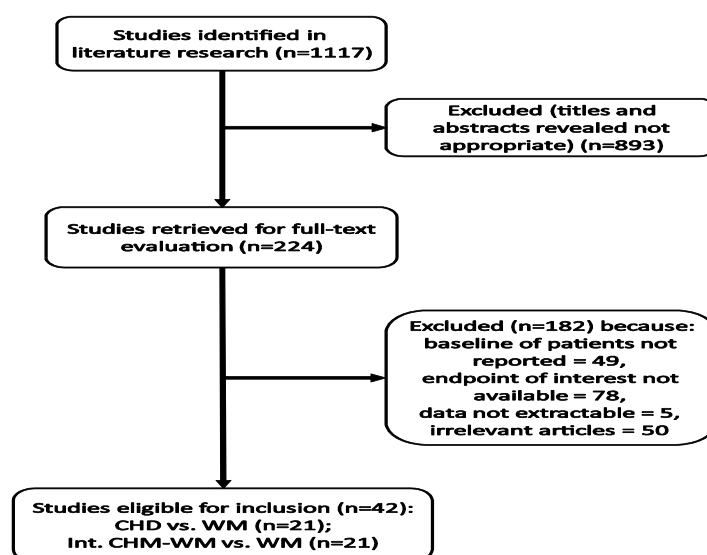 Studies identified in
literature research (n=1117)
Excluded (titles and
abstracts revealed not
appropriate) (n=893)
Studies retrieved for full-text
evaluation (n=224)
Excluded (n=182) because:
baseline of patients not
reported = 49,
endpoint of interest not
available = 78,
data not extractable = 5,
irrelevant articles = 50
Studies eligible for inclusion (n=42):
CHD vs. WM (n=21);
Int. CHM-WM vs. WM (n=21)